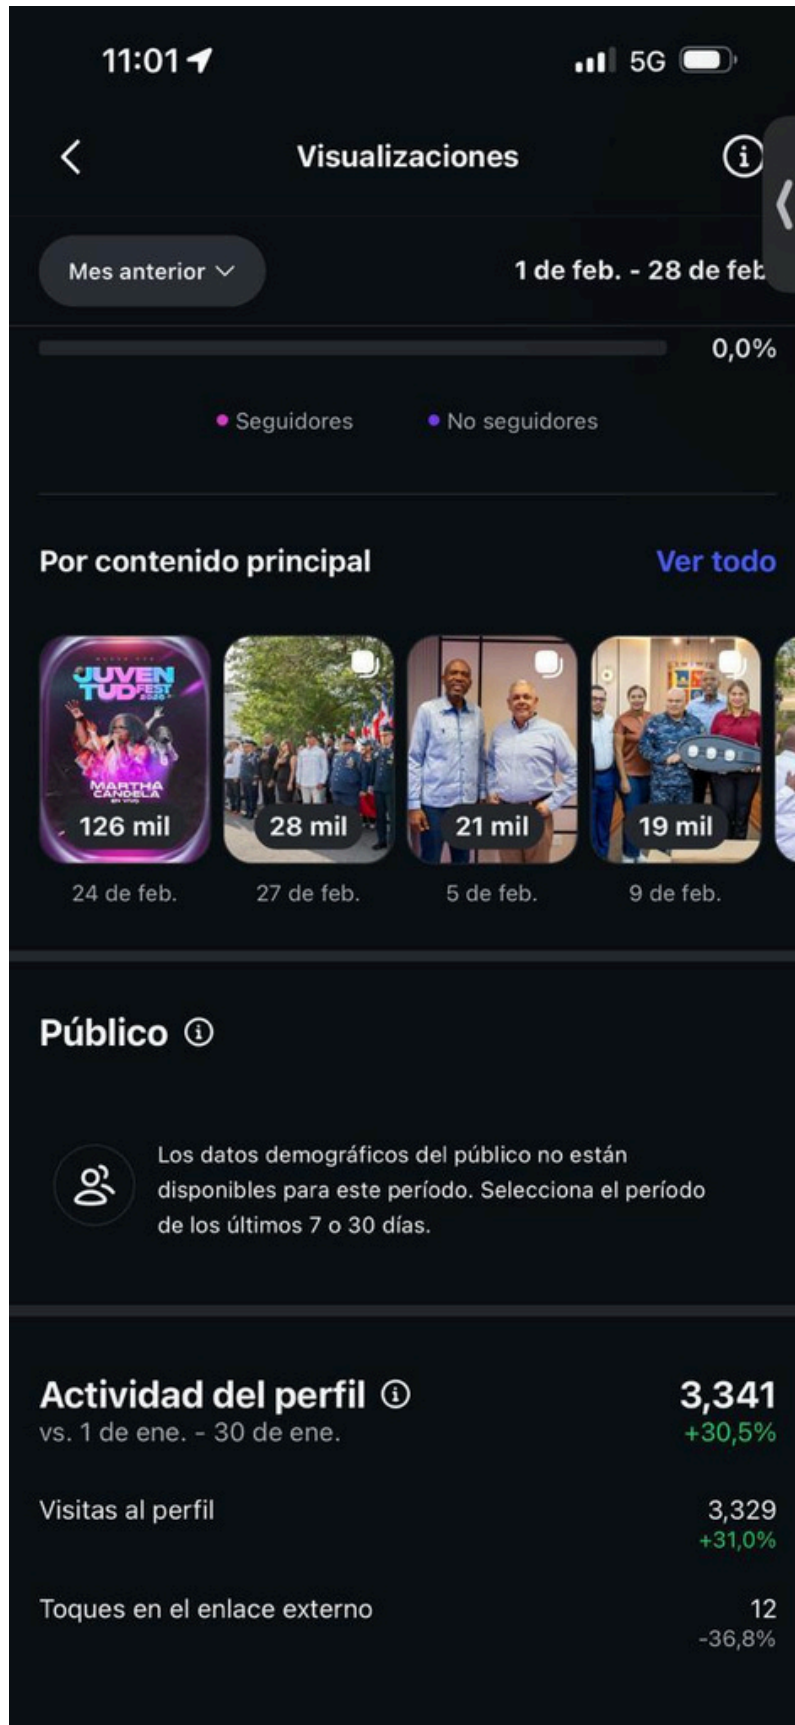 11:01
5G
Visualizaciones
Mes anterior
1 de feb. - 28 de feb
0,0%
Seguidores
No seguidores
Por contenido principal
Ver todo
JUVEN
TUDFEST
MARTHA
CANDELA
EN VIVO
126 mil
28 mil
21 mil
19 mil
24 de feb.
27 de feb.
5 de feb.
9 de feb.
Público
Los datos demográficos del público no están
disponibles para este período. Selecciona el período
de los últimos 7 o 30 días.
Actividad del perfil
3,341
vs. 1 de ene. - 30 de ene.
+30,5%
Visitas al perfil
3,329
+31,0%
Toques en el enlace externo
12
-36,8%